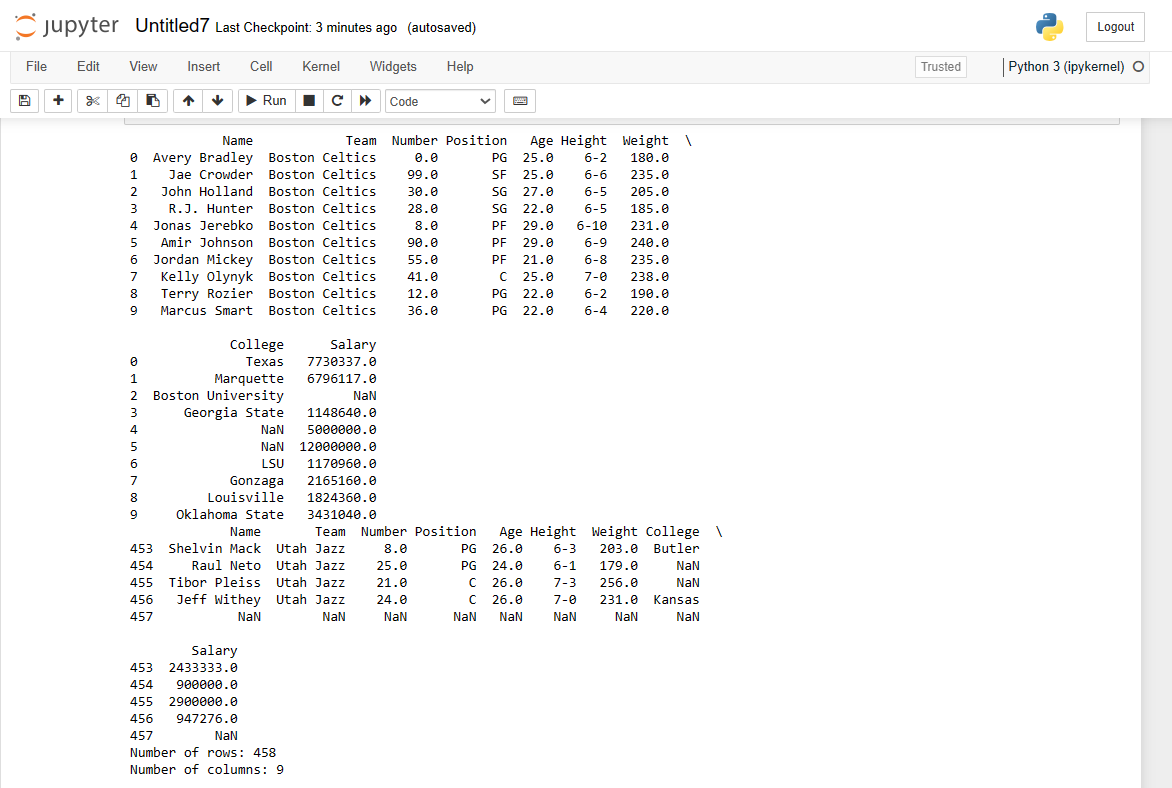 jupyter Untitled7 Last Checkpoint: 3 minutes ago (autosaved) Logout
File Edit View Insert Cell Kernel Widgets Help Trusted Python 3 (ipykernel)
Run Code
Name Team Number Position Age Height Weight \
0 Avery Bradley Boston Celtics 0.0 PG 25.0 6-2 180.0
1 Jae Crowder Boston Celtics 99.0 SF 25.0 6-6 235.0
2 John Holland Boston Celtics 30.0 SG 27.0 6-5 205.0
3 R.J. Hunter Boston Celtics 28.0 SG 22.0 6-5 185.0
4 Jonas Jerebko Boston Celtics 8.0 PF 29.0 6-10 231.0
5 Amir Johnson Boston Celtics 90.0 PF 29.0 6-9 240.0
6 Jordan Mickey Boston Celtics 55.0 PF 21.0 6-8 235.0
7 Kelly Olynyk Boston Celtics 41.0 C 25.0 7-0 238.0
8 Terry Rozier Boston Celtics 12.0 PG 22.0 6-2 190.0
9 Marcus Smart Boston Celtics 36.0 PG 22.0 6-4 220.0
College Salary
0 Texas 7730337.0
1 Marquette 6796117.0
2 Boston University NaN
3 Georgia State 1148640.0
4 NaN 5000000.0
5 NaN 12000000.0
6 LSU 1170960.0
7 Gonzaga 2165160.0
8 Louisville 1824360.0
9 Oklahoma State 3431040.0
Name Team Number Position Age Height Weight College \
453 Shelvin Mack Utah Jazz 8.0 PG 26.0 6-3 203.0 Butler
454 Raul Neto Utah Jazz 25.0 PG 24.0 6-1 179.0 NaN
455 Tibor Pleiss Utah Jazz 21.0 C 26.0 7-3 256.0 NaN
456 Jeff Withey Utah Jazz 24.0 C 26.0 7-0 231.0 Kansas
457 NaN NaN NaN NaN NaN NaN NaN NaN
Salary
453 2433333.0
454 900000.0
455 2900000.0
456 947276.0
457 NaN
Number of rows: 458
Number of columns: 9